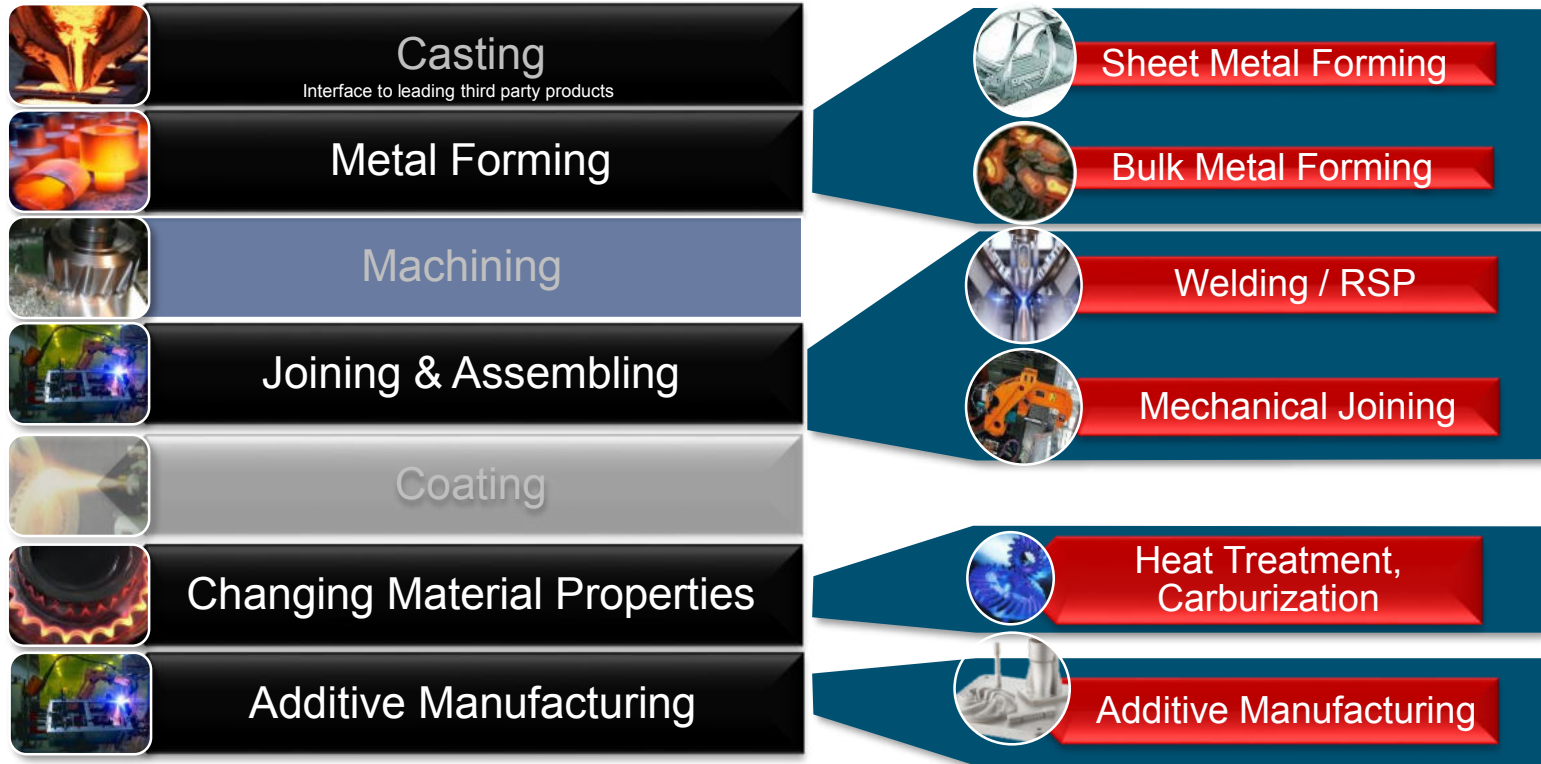 Casting
Interface to leading third party products
Metal Forming
Machining
Joining & Assembling
Coating
Changing Material Properties
Additive Manufacturing
Sheet Metal Forming
Bulk Metal Forming
Welding / RSP
Mechanical Joining
Heat Treatment,
Carburization
Additive Manufacturing